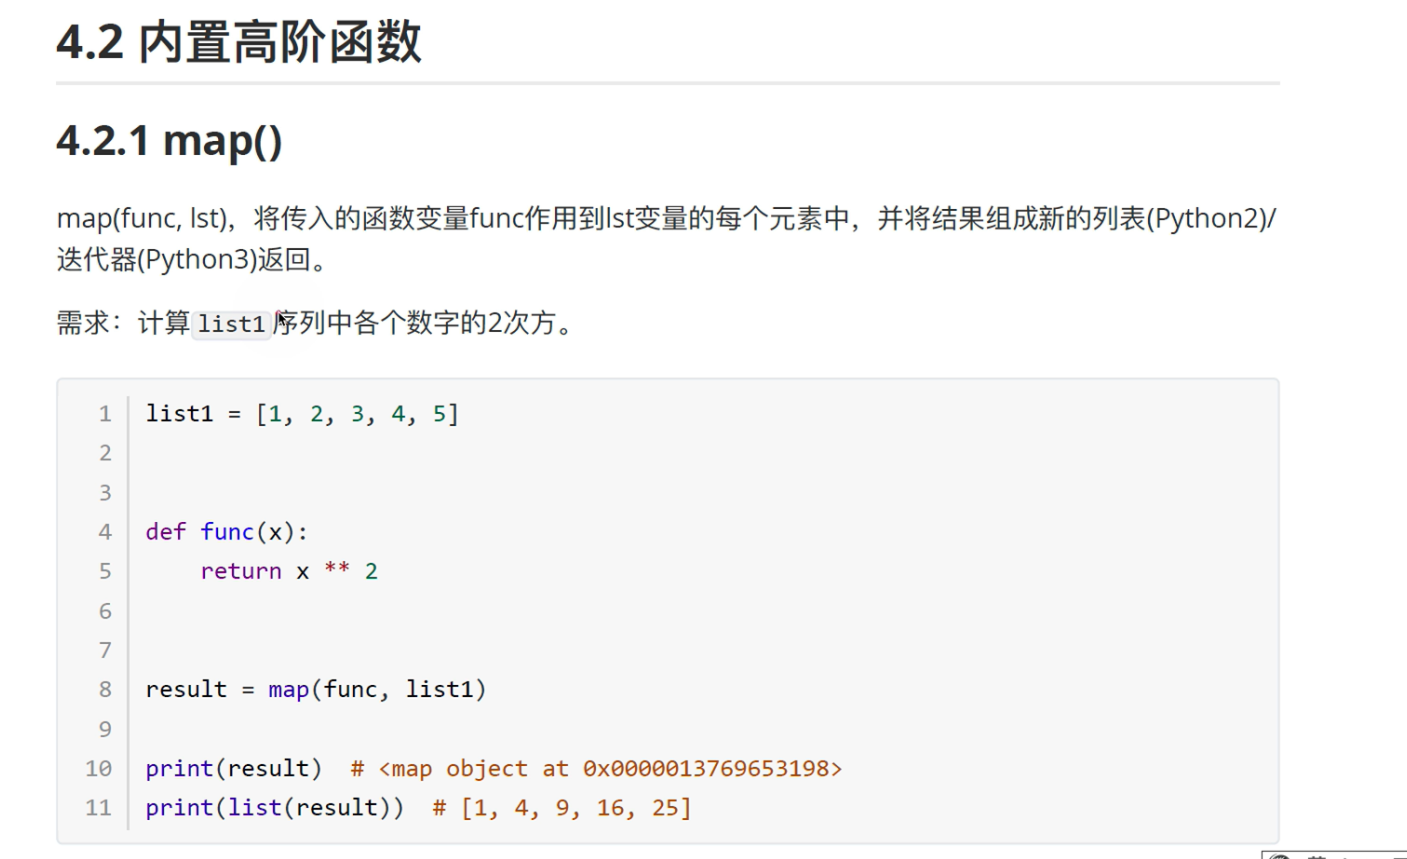 4.2 内置高阶函数
4.2.1 map()
map(func, lst)，将传入的函数变量func作用到lst变量的每个元素中，并将结果组成新的列表(Python2)/
迭代器(Python3)返回。
需求：计算list1序列中各个数字的2次方。
1 list1 = [1, 2, 3, 4, 5]
2
3
4 def func(x):
5     return x ** 2
6
7
8 result = map(func, list1)
9
10 print(result)  # <map object at 0x0000013769653198>
11 print(list(result))  # [1, 4, 9, 16, 25]